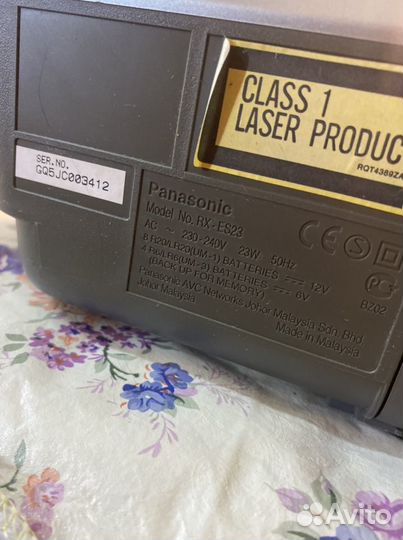 CLASS 1
LASER PRODUC
RQT4389ZA
SER.NO.
GQ5JC003412
Panasonic
Model No. RX-ES23
AC ~ 230-240V 23W 50Hz
8 R20/LR20(UM-1) BATTERIES ⎓ 12V
4 R6/LR6(UM-3) BATTERIES ⎓ 6V
(BACK UP FOR MEMORY)
Panasonic AVC Networks Johor Malaysia Sdn. Bhd.
Johor Malaysia
Made in Malaysia
CE
S
BZ02
Avito